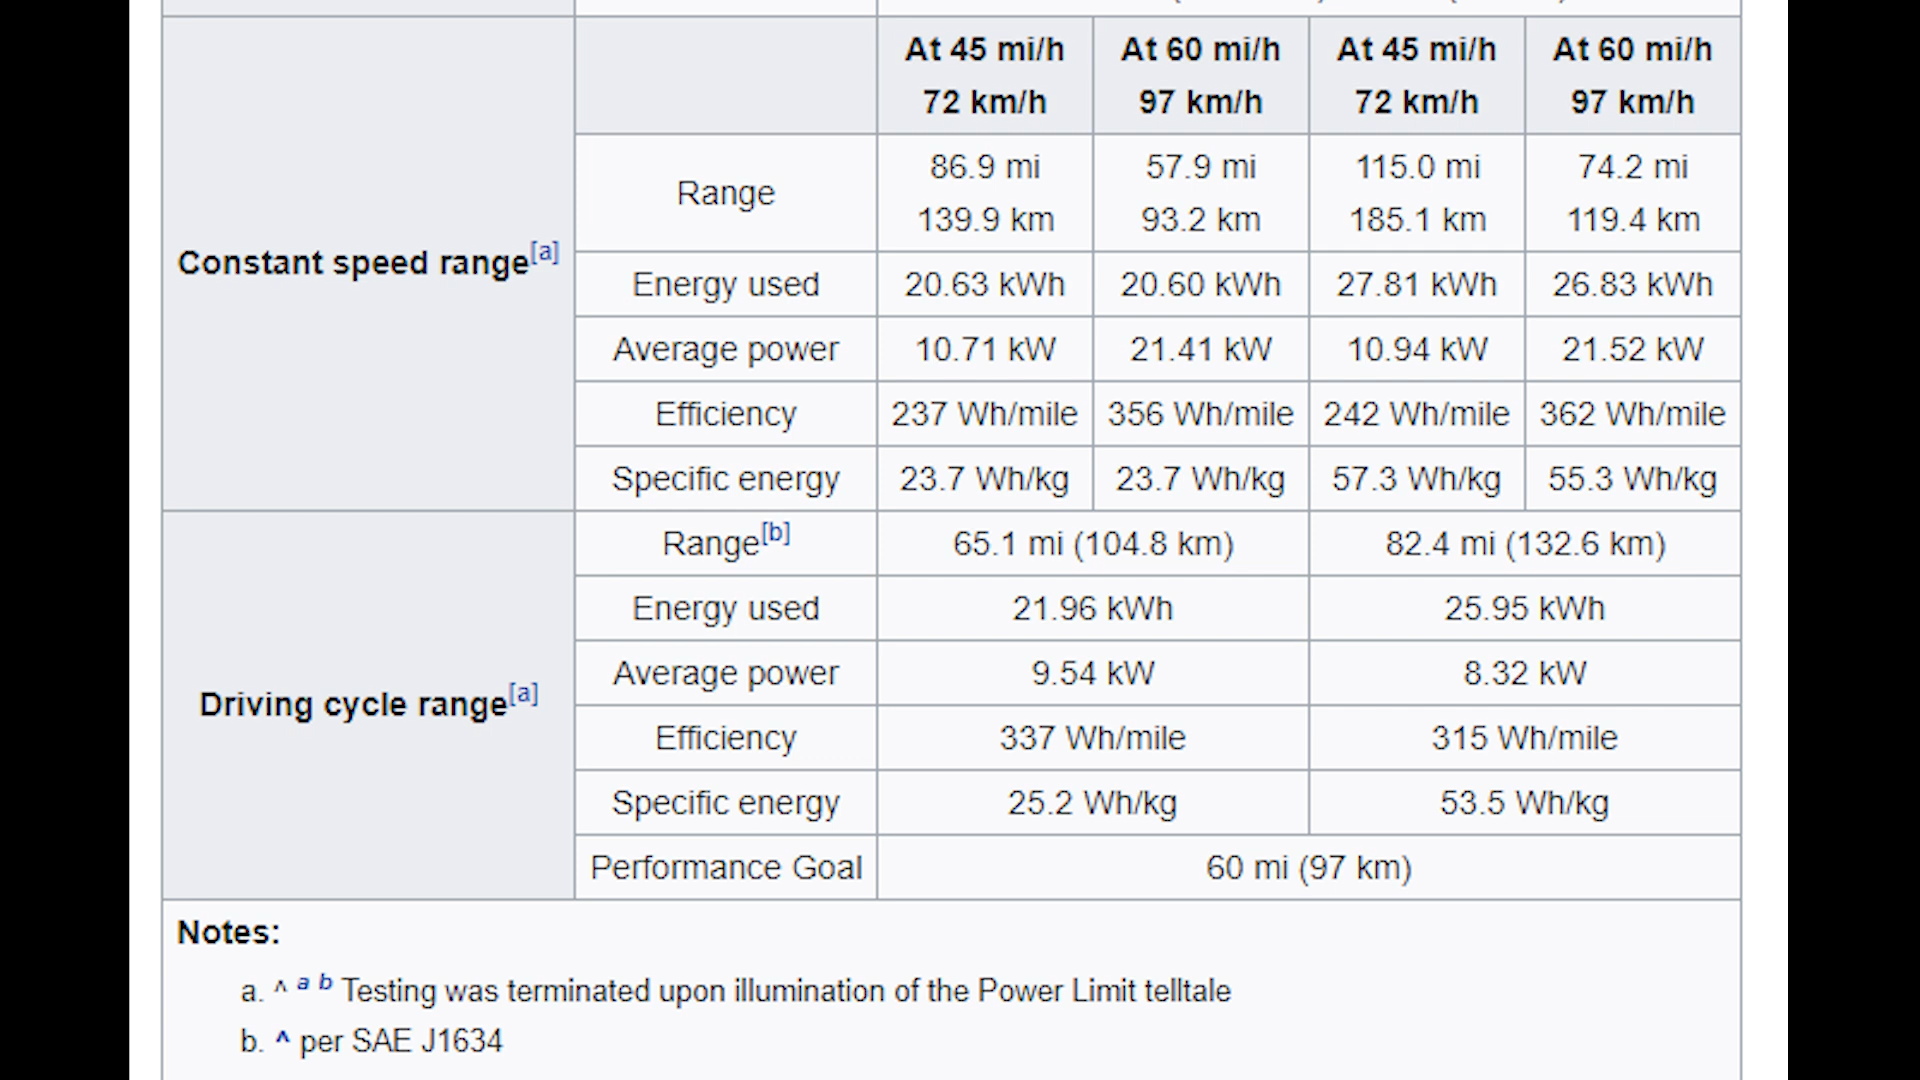 At 45 mi/h At 60 mi/h At 45 mi/h At 60 mi/h
72 km/h 97 km/h 72 km/h 97 km/h
Constant speed range[a]
Range
86.9 mi 57.9 mi 115.0 mi 74.2 mi
139.9 km 93.2 km 185.1 km 119.4 km
Energy used 20.63 kWh 20.60 kWh 27.81 kWh 26.83 kWh
Average power 10.71 kW 21.41 kW 10.94 kW 21.52 kW
Efficiency 237 Wh/mile 356 Wh/mile 242 Wh/mile 362 Wh/mile
Specific energy 23.7 Wh/kg 23.7 Wh/kg 57.3 Wh/kg 55.3 Wh/kg
Driving cycle range[a]
Range[b] 65.1 mi (104.8 km) 82.4 mi (132.6 km)
Energy used 21.96 kWh 25.95 kWh
Average power 9.54 kW 8.32 kW
Efficiency 337 Wh/mile 315 Wh/mile
Specific energy 25.2 Wh/kg 53.5 Wh/kg
Performance Goal 60 mi (97 km)
Notes:
a. ^ a b Testing was terminated upon illumination of the Power Limit telltale
b. ^ per SAE J1634